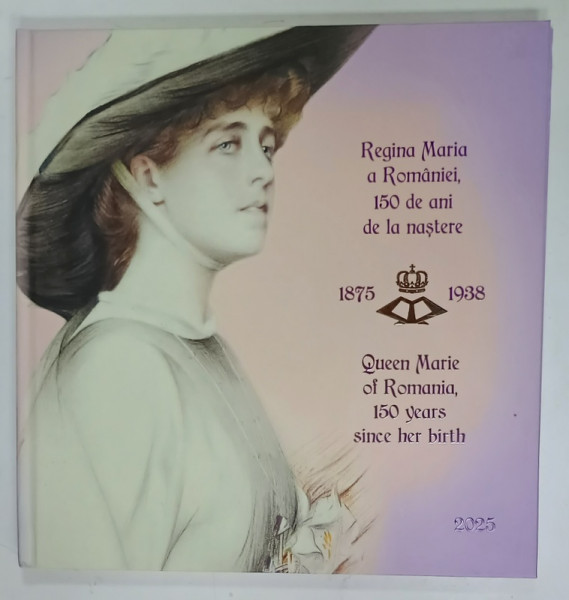 Regina Maria
a României,
150 de ani
de la naștere
1875 1938
Queen Marie
of Romania,
150 years
since her birth
2025